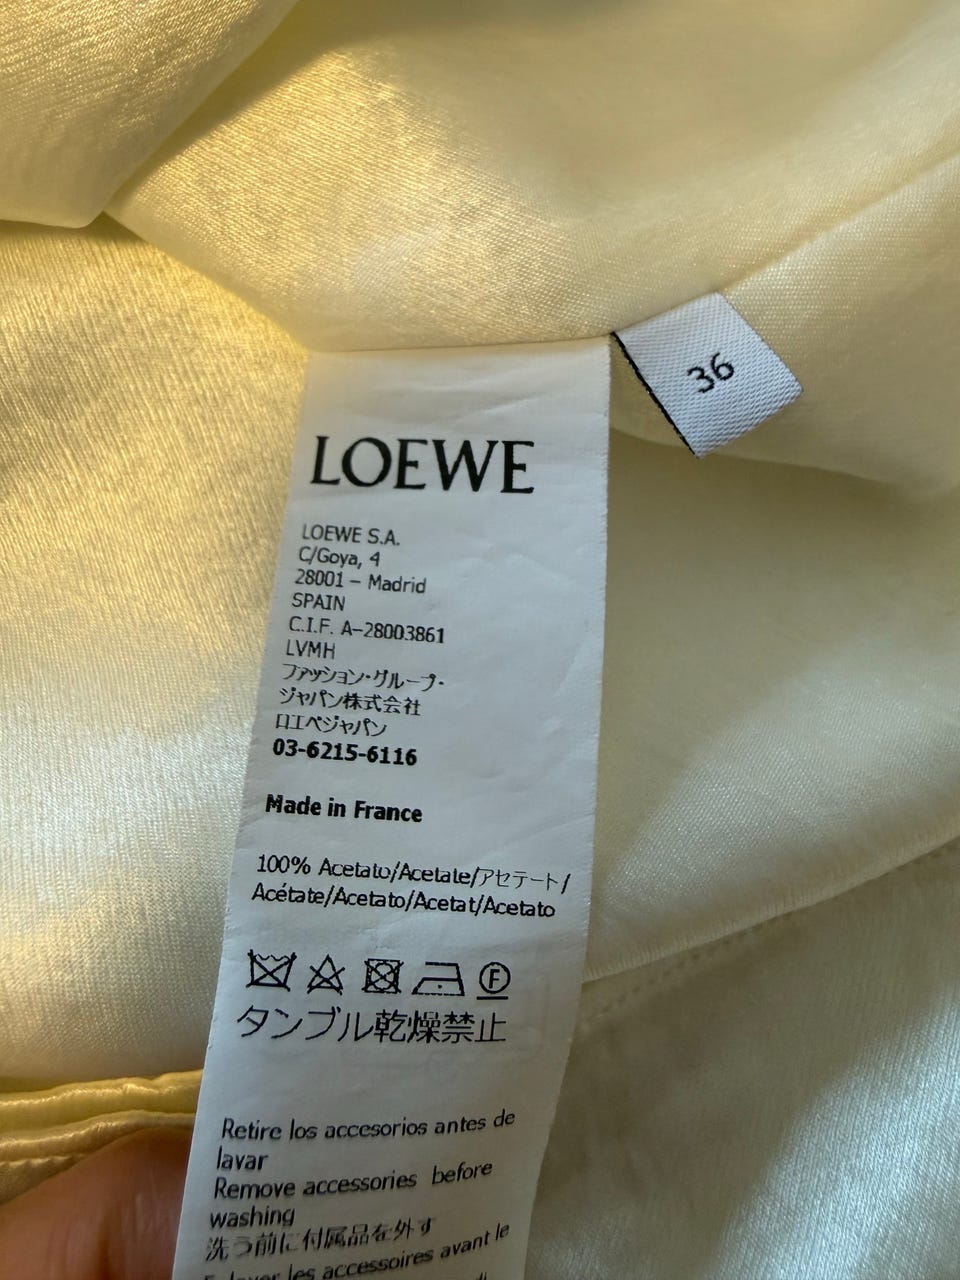 36
LOEWE
LOEWE S.A.
C/Goya, 4
28001 – Madrid
SPAIN
C.I.F. A-28003861
LVMH
ファッション・グループ・
ジャパン株式会社
ロエベジャパン
03-6215-6116
Made in France
100% Acetato/Acetate/アセテート/
Acétate/Acetato/Acetat/Acetato
F
タンブル乾燥禁止
Retire los accesorios antes de
lavar
Remove accessories before
washing
洗う前に付属品を外す
les accessoires avant le